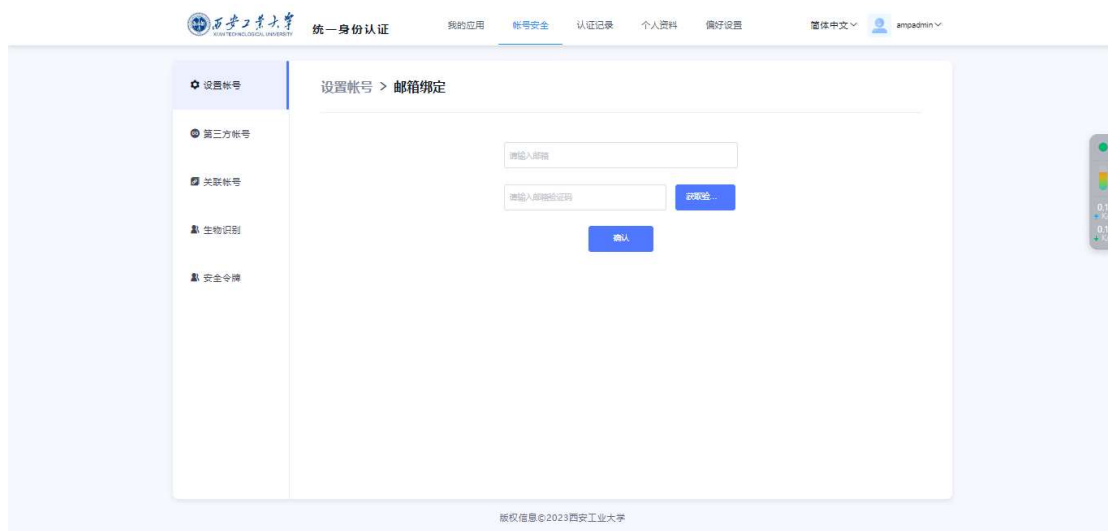 西安工业大学
XI'AN TECHNOLOGICAL UNIVERSITY
统一身份认证
我的应用
帐号安全
认证记录
个人资料
偏好设置
简体中文
ampadmin
设置帐号
第三方帐号
关联帐号
生物识别
安全令牌
设置帐号 > 邮箱绑定
请输入邮箱
请输入邮箱验证码
获取验...
确认
版权信息©2023西安工业大学